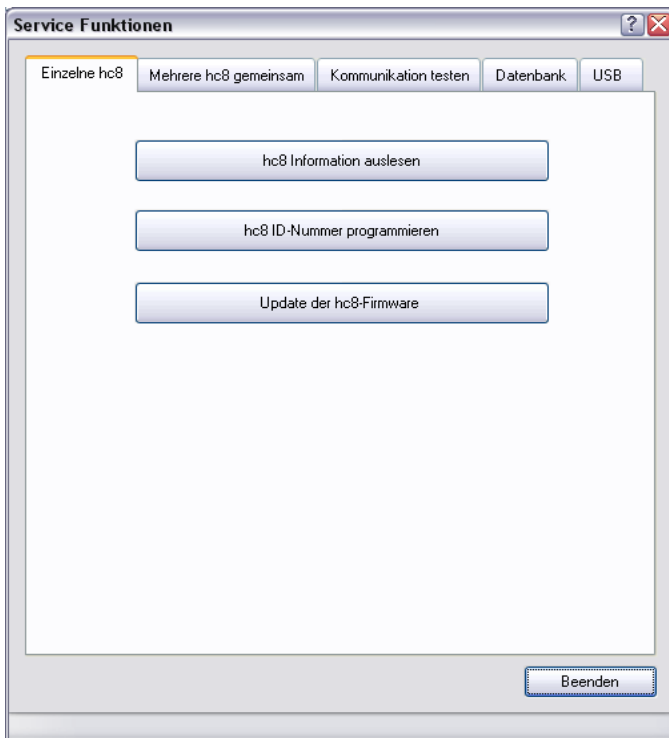 Service Funktionen
Einzelne hc8
Mehrere hc8 gemeinsam
Kommunikation testen
Datenbank
USB
hc8 Information auslesen
hc8 ID-Nummer programmieren
Update der hc8-Firmware
Beenden